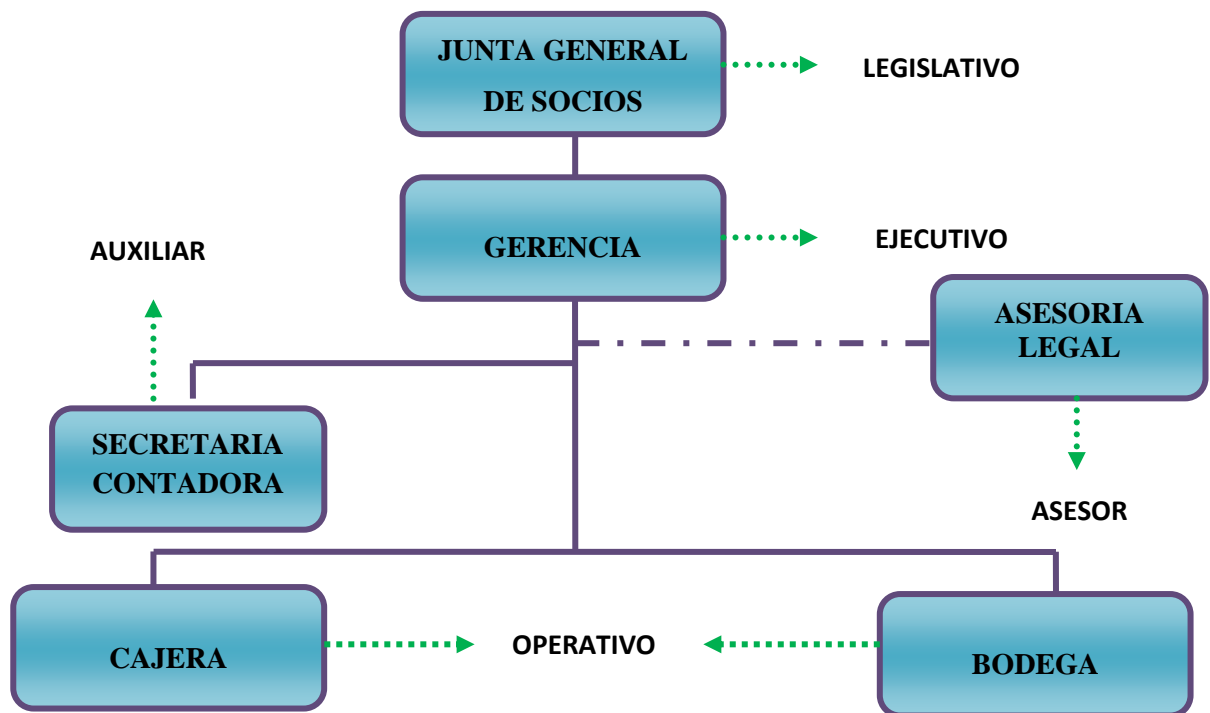 JUNTA GENERAL
DE SOCIOS
LEGISLATIVO
GERENCIA
EJECUTIVO
AUXILIAR
ASESORIA
LEGAL
SECRETARIA
CONTADORA
ASESOR
CAJERA
OPERATIVO
BODEGA